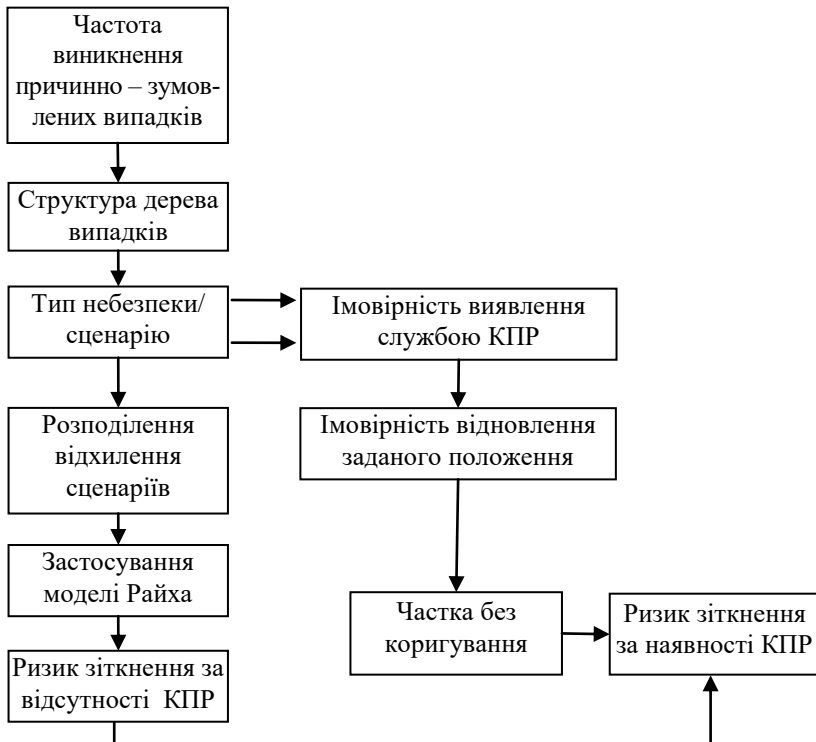 Частота
виникнення
причинно – зумов-
лених випадків
Структура дерева
випадків
Тип небезпеки/
сценарію
Імовірність виявлення
службою КПР
Розподілення
відхилення
сценаріїв
Імовірність відновлення
заданого положення
Застосування
моделі Райха
Частка без
коригування
Ризик зіткнення
за наявності КПР
Ризик зіткнення за
відсутності КПР